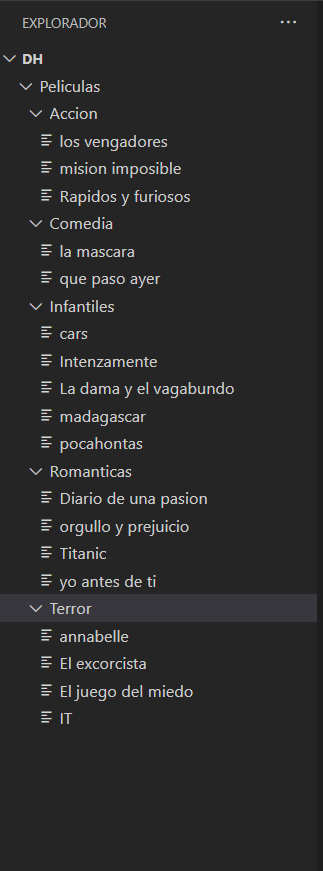 EXPLORADOR ...
DH
Peliculas
Accion
los vengadores
mision imposible
Rapidos y furiosos
Comedia
la mascara
que paso ayer
Infantiles
cars
Intenzamente
La dama y el vagabundo
madagascar
pocahontas
Romanticas
Diario de una pasion
orgullo y prejuicio
Titanic
yo antes de ti
Terror
annabelle
El excorcista
El juego del miedo
IT